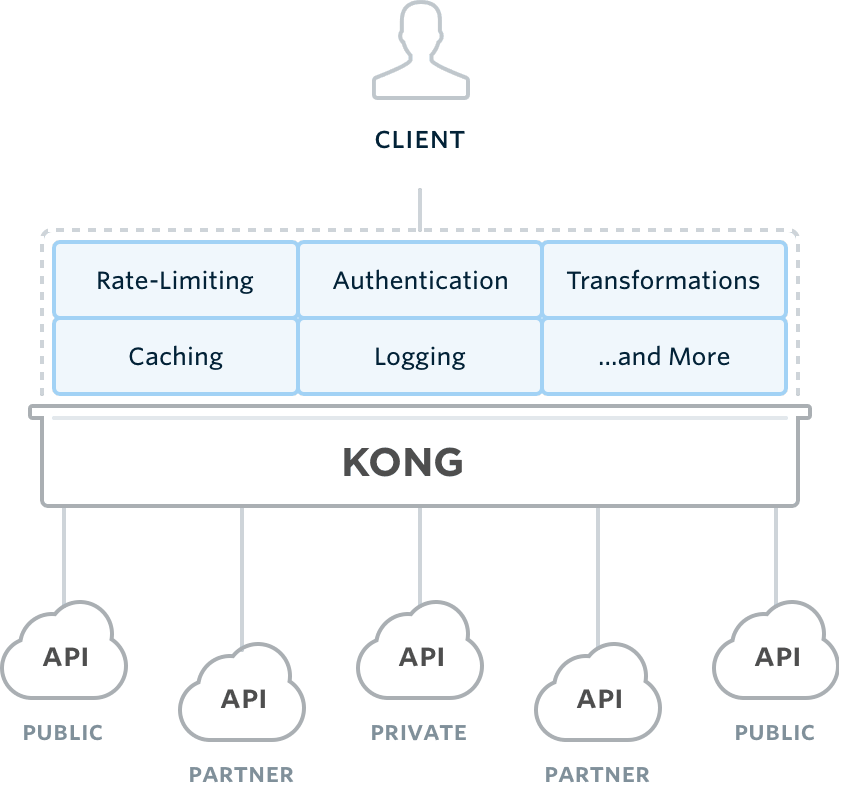 CLIENT
Rate-Limiting Authentication Transformations
Caching Logging ...and More
KONG
API API API API API
PUBLIC PARTNER PRIVATE PARTNER PUBLIC